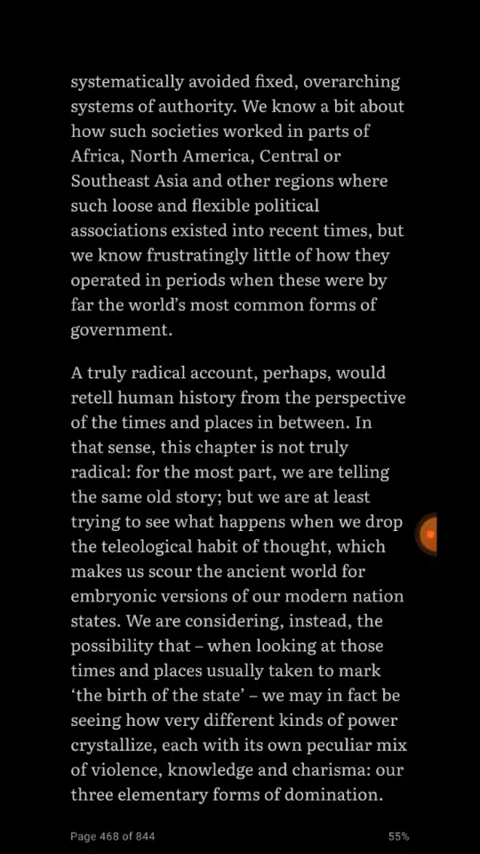 systematically avoided fixed, overarching
systems of authority. We know a bit about
how such societies worked in parts of
Africa, North America, Central or
Southeast Asia and other regions where
such loose and flexible political
associations existed into recent times, but
we know frustratingly little of how they
operated in periods when these were by
far the world’s most common forms of
government.
A truly radical account, perhaps, would
retell human history from the perspective
of the times and places in between. In
that sense, this chapter is not truly
radical: for the most part, we are telling
the same old story; but we are at least
trying to see what happens when we drop
the teleological habit of thought, which
makes us scour the ancient world for
embryonic versions of our modern nation
states. We are considering, instead, the
possibility that – when looking at those
times and places usually taken to mark
‘the birth of the state’ – we may in fact be
seeing how very different kinds of power
crystallize, each with its own peculiar mix
of violence, knowledge and charisma: our
three elementary forms of domination.
Page 468 of 844 55%